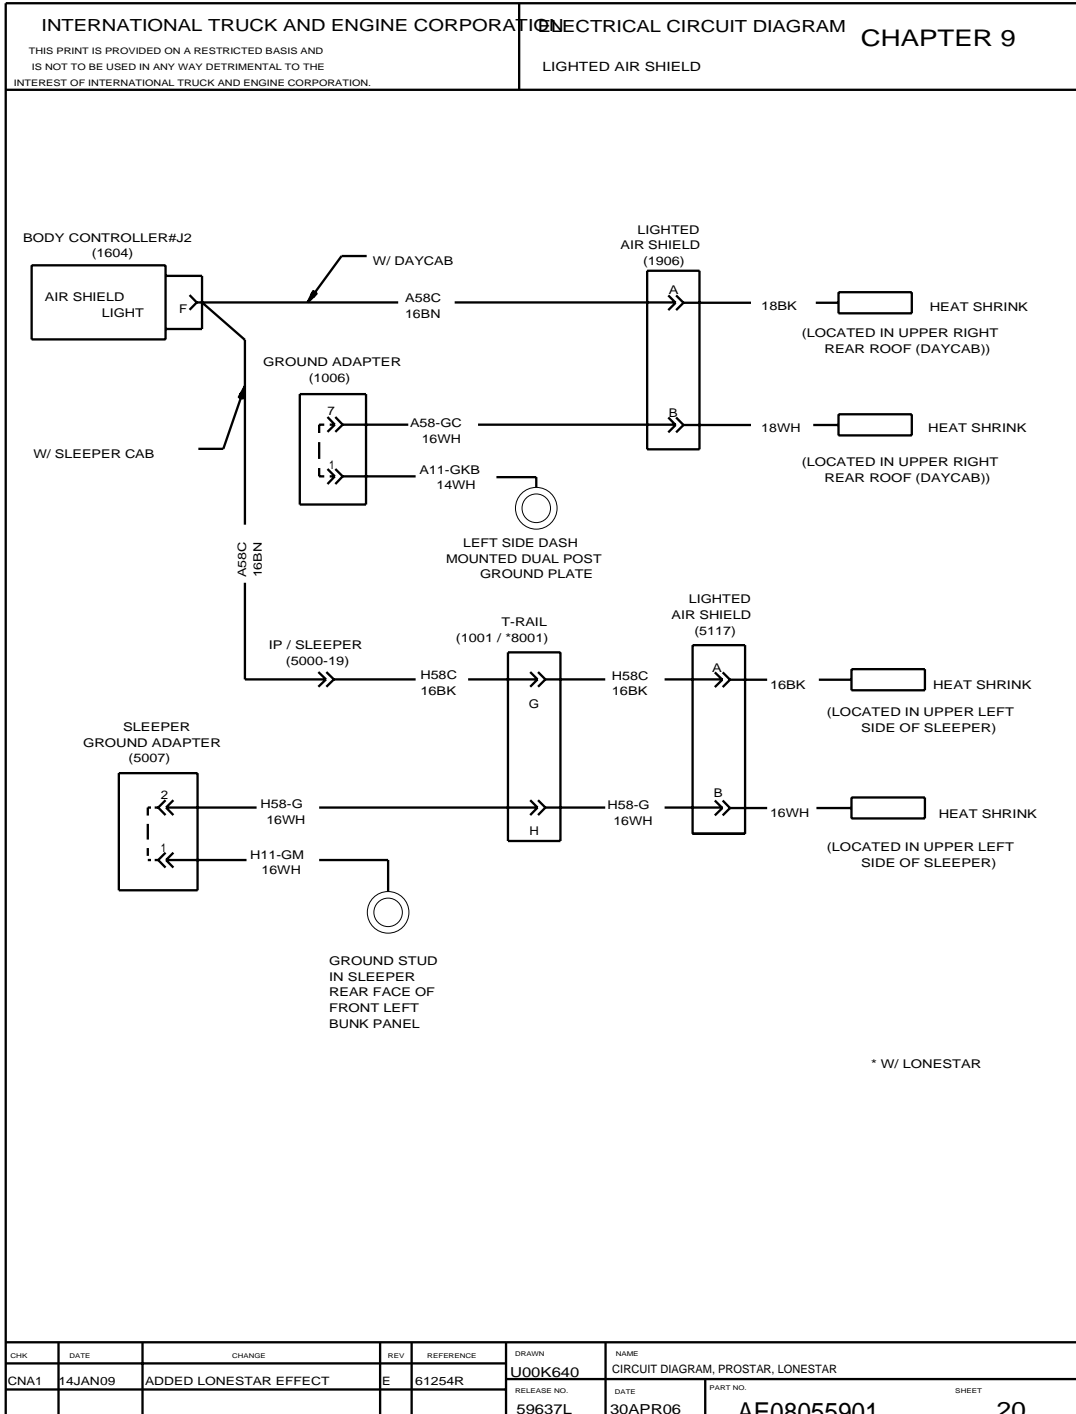 INTERNATIONAL TRUCK AND ENGINE CORPORATION
THIS PRINT IS PROVIDED ON A RESTRICTED BASIS AND
IS NOT TO BE USED IN ANY WAY DETRIMENTAL TO THE
INTEREST OF INTERNATIONAL TRUCK AND ENGINE CORPORATION.
ELECTRICAL CIRCUIT DIAGRAM
CHAPTER 9
LIGHTED AIR SHIELD
BODY CONTROLLER#J2
(1604)
AIR SHIELD
LIGHT
F
W/ DAYCAB
A58C
16BN
LIGHTED
AIR SHIELD
(1906)
A
18BK
HEAT SHRINK
(LOCATED IN UPPER RIGHT
REAR ROOF (DAYCAB))
GROUND ADAPTER
(1006)
7
A58-GC
16WH
B
18WH
HEAT SHRINK
(LOCATED IN UPPER RIGHT
REAR ROOF (DAYCAB))
W/ SLEEPER CAB
1
A11-GKB
14WH
LEFT SIDE DASH
MOUNTED DUAL POST
GROUND PLATE
A58C
16BN
IP / SLEEPER
(5000-19)
H58C
16BK
T-RAIL
(1001 / *8001)
G
H58C
16BK
LIGHTED
AIR SHIELD
(5117)
A
16BK
HEAT SHRINK
(LOCATED IN UPPER LEFT
SIDE OF SLEEPER)
SLEEPER
GROUND ADAPTER
(5007)
2
H58-G
16WH
H
H58-G
16WH
B
16WH
HEAT SHRINK
(LOCATED IN UPPER LEFT
SIDE OF SLEEPER)
1
H11-GM
16WH
GROUND STUD
IN SLEEPER
REAR FACE OF
FRONT LEFT
BUNK PANEL
* W/ LONESTAR
CHK DATE CHANGE REV REFERENCE
CNA1 14JAN09 ADDED LONESTAR EFFECT E 61254R
DRAWN
U00K640
NAME
CIRCUIT DIAGRAM, PROSTAR, LONESTAR
RELEASE NO.
59637L
DATE
30APR06
PART NO.
AE08055901
SHEET
20